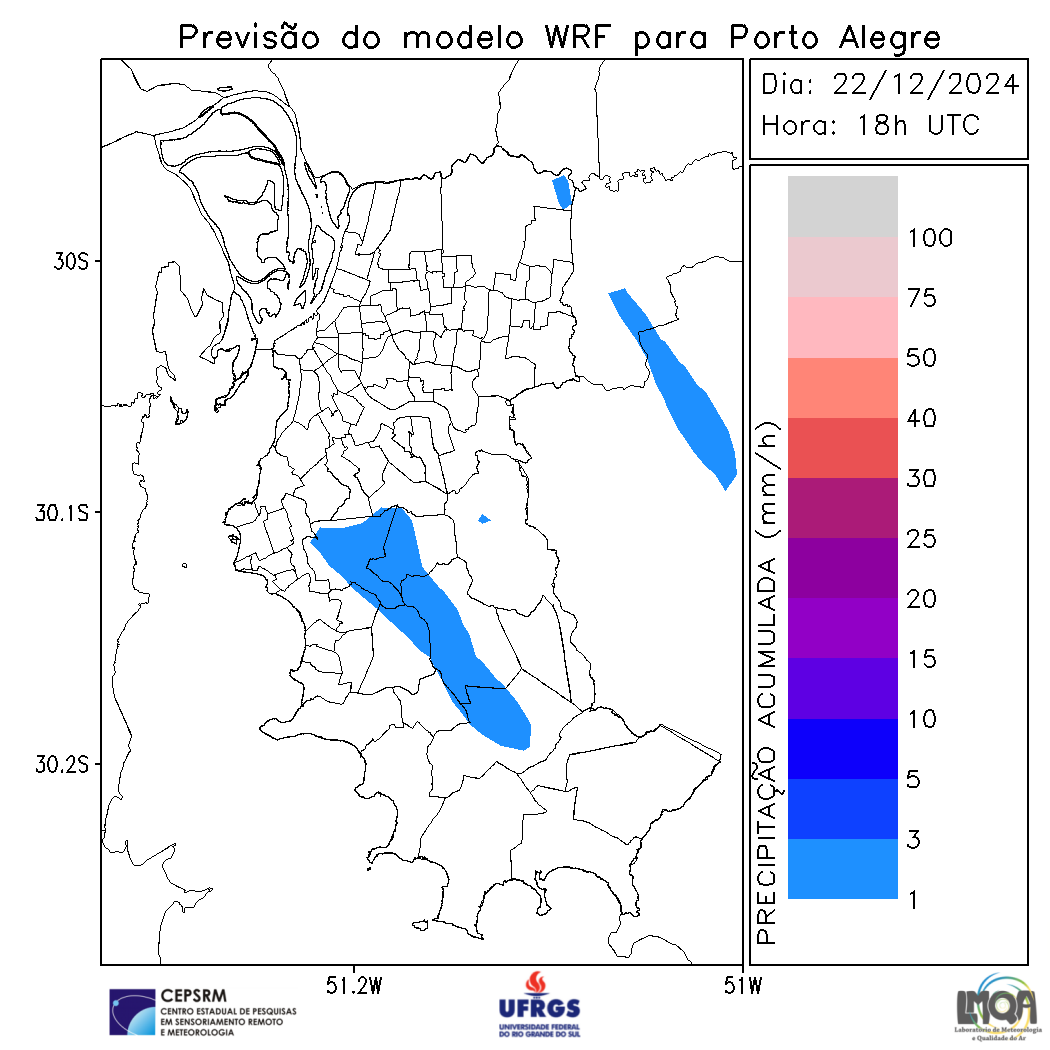 Previsão do modelo WRF para Porto Alegre
Dia: 22/12/2024
Hora: 18h UTC
30S
30.1S
30.2S
51.2W
51W
PRECIPITAÇÃO ACUMULADA (mm/h)
100
75
50
40
30
25
20
15
10
5
3
1
CEPSRM
CENTRO ESTADUAL DE PESQUISAS
EM SENSORIAMENTO REMOTO
E METEOROLOGIA
UFRGS
UNIVERSIDADE FEDERAL
DO RIO GRANDE DO SUL
LMQA
Laboratório de Meteorologia
e Qualidade do Ar